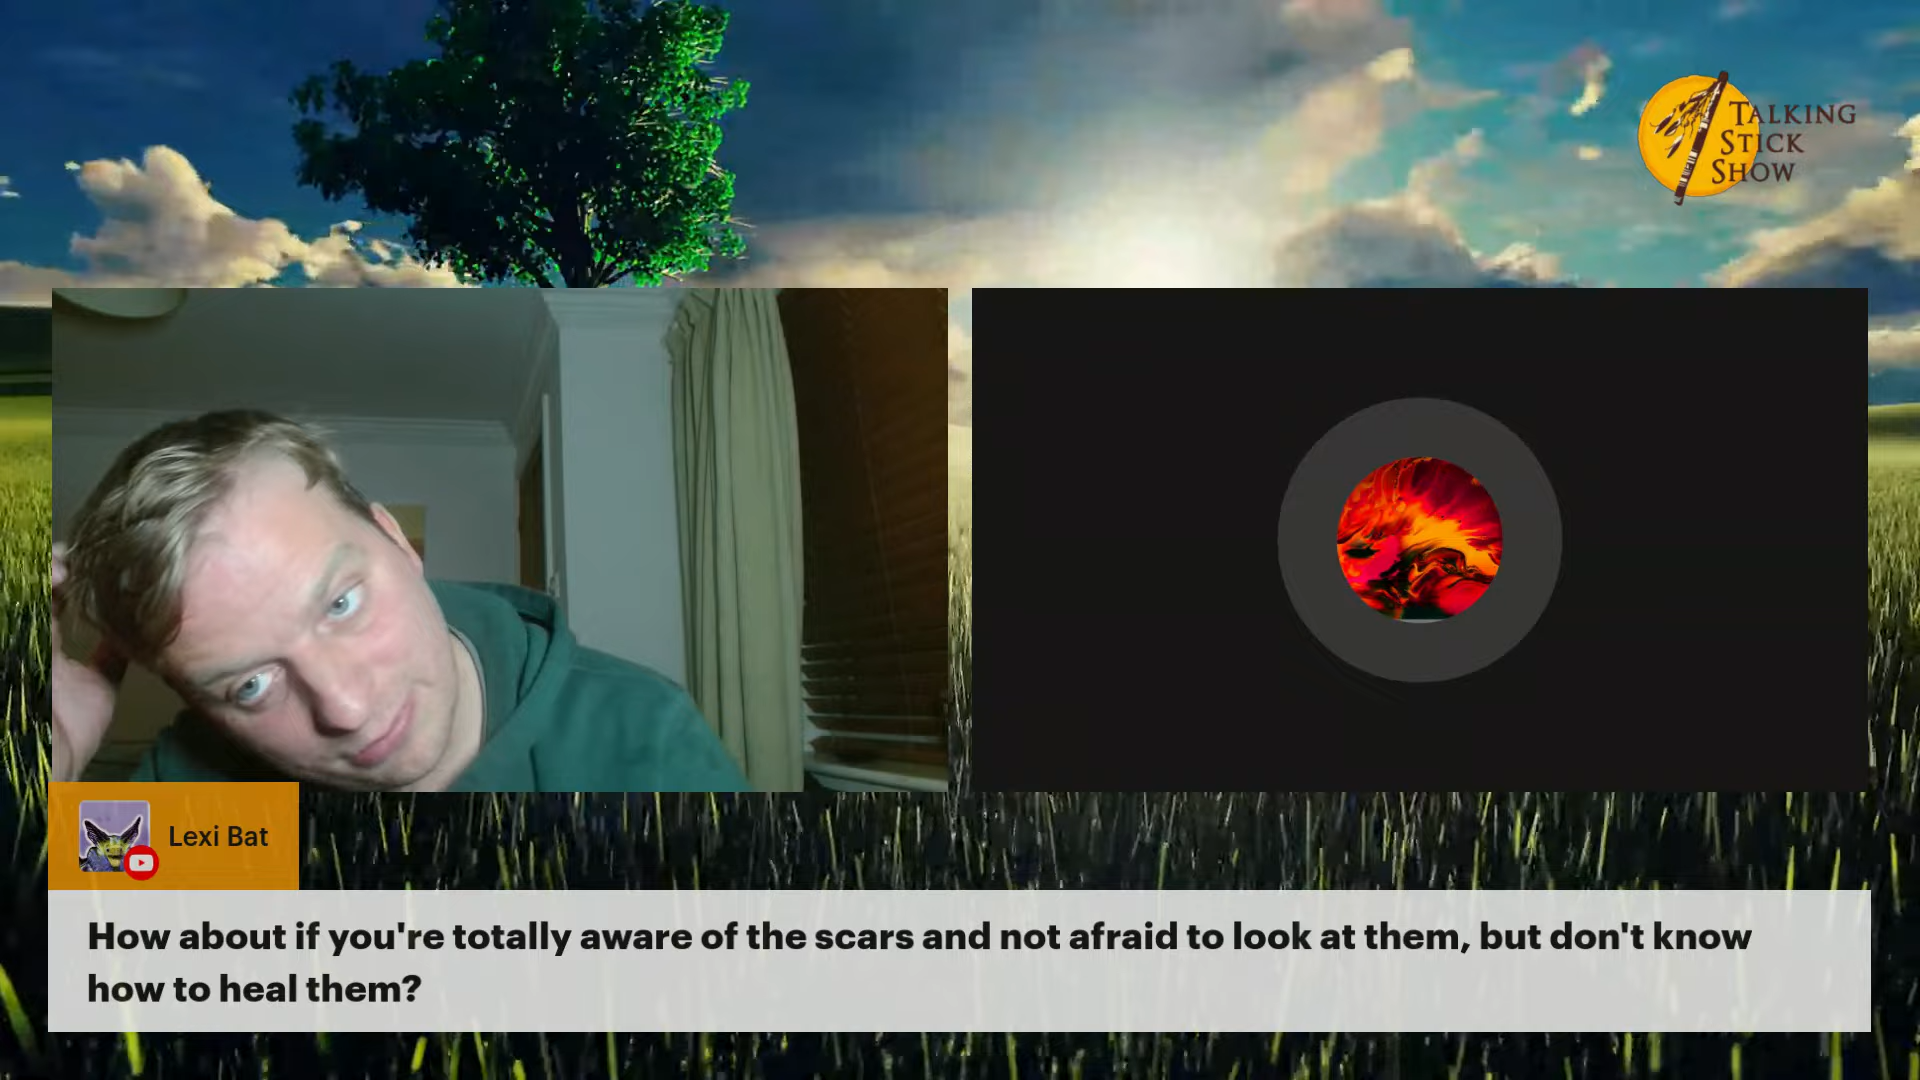 TALKING
STICK
SHOW
Lexi Bat
How about if you're totally aware of the scars and not afraid to look at them, but don't know
how to heal them?